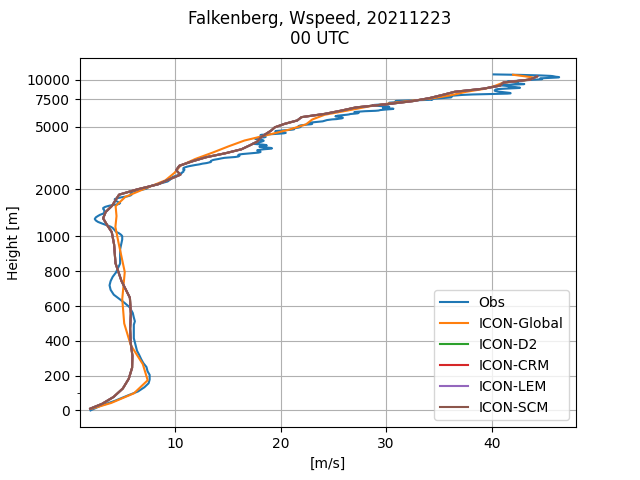 Falkenberg, Wspeed, 20211223
00 UTC
10000
7500
5000
2000
1000
800
600
400
200
0
Height [m]
Obs
ICON-Global
ICON-D2
ICON-CRM
ICON-LEM
ICON-SCM
10
20
30
40
[m/s]